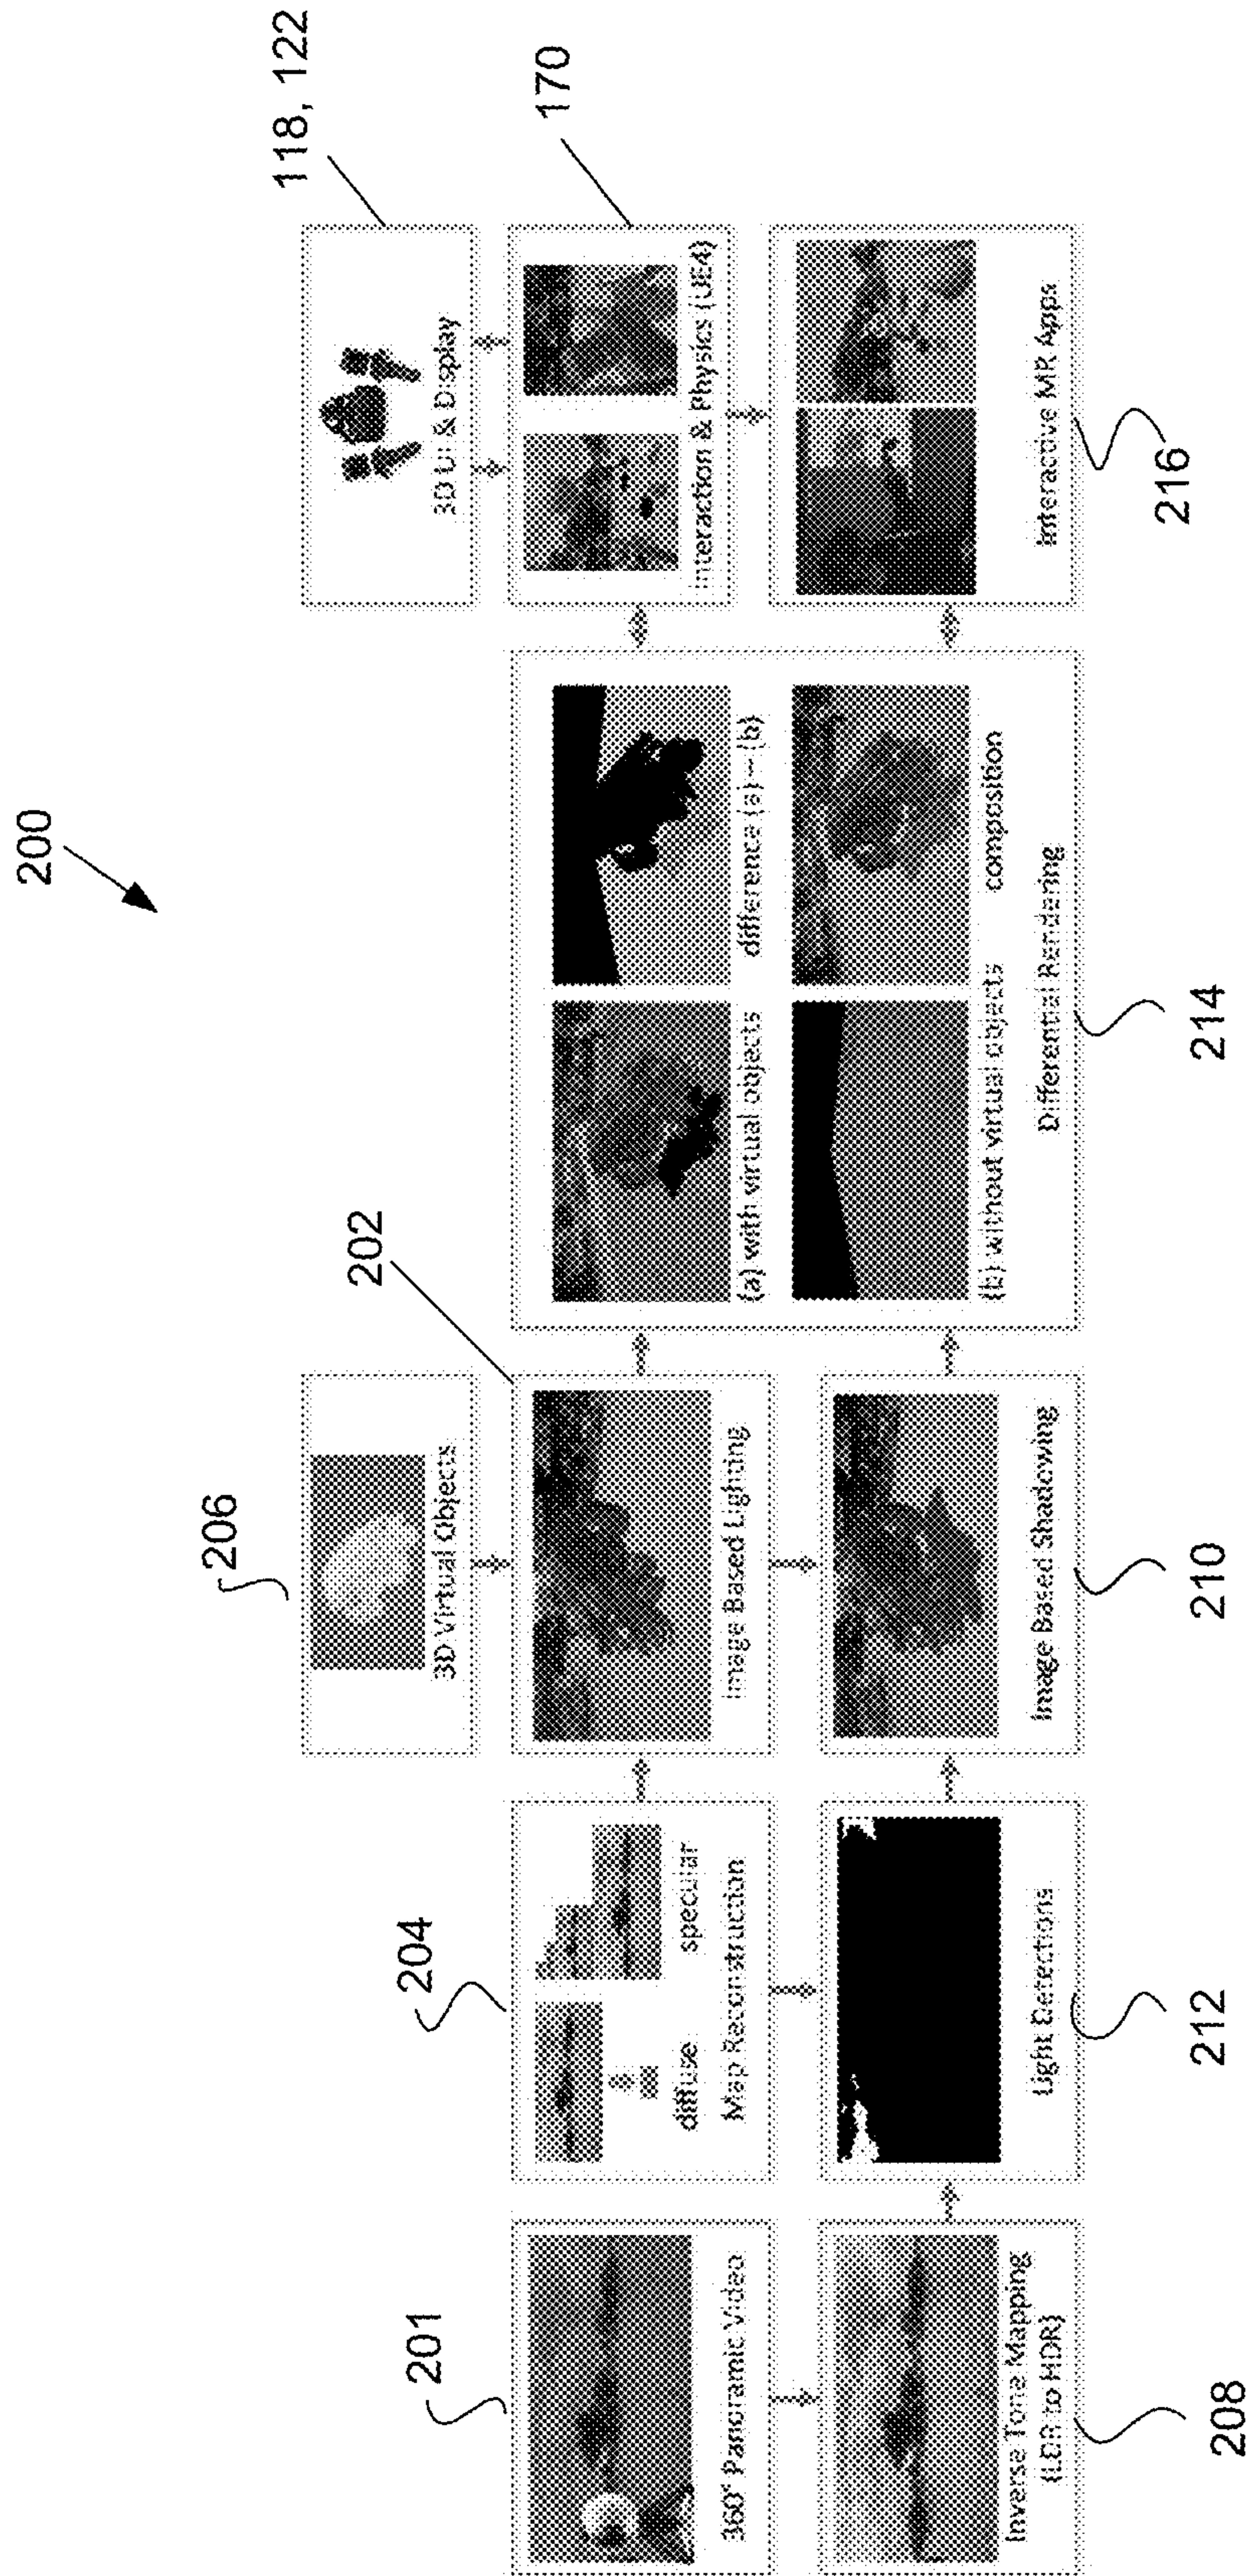 200
118, 122
3D UI & Display
170
Interaction & Physics (UE4)
Interactive MR Apps
216
206
3D Virtual Objects
202
Image Based Lighting
Image Based Shadowing
210
(a) with virtual objects
difference (a) – (b)
(b) without virtual objects
composition
Differential Rendering
214
204
diffuse
specular
Map Reconstruction
Light Detections
212
201
360° Panoramic Video
Inverse Tone Mapping
(LDR to HDR)
208